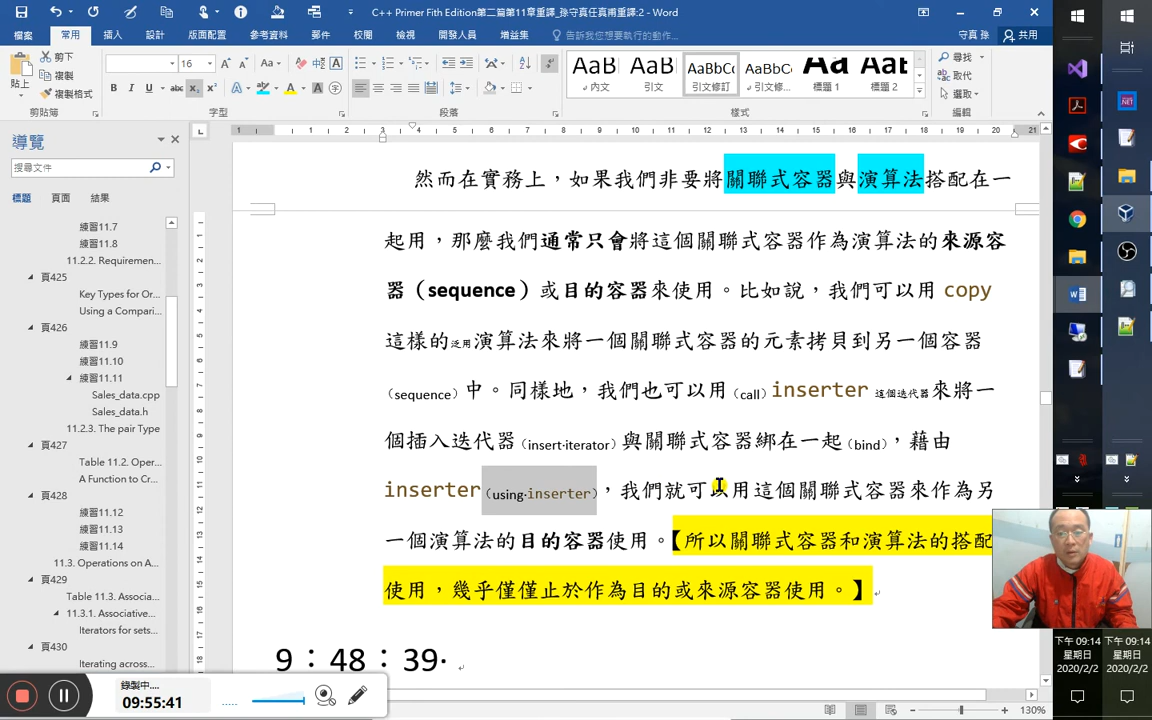 C++ Primer Fith Edition第二篇第11章重譯_孫守真任真甫重譯:2 - Word
檔案
常用
插入
設計
版面配置
參考資料
郵件
校閱
檢視
開發人員
增益集
告訴我您想要執行的動作...
守真 孫
共用
貼上
剪下
複製
複製格式
剪貼簿
16
字型
段落
AaB
內文
AaB
引文
AaBbC
引文修訂
AaBbC
引文修...
AaB
標題 1
AaB
標題 2
樣式
尋找
取代
選取
編輯
導覽
搜尋文件
標題
頁面
結果
練習11.7
練習11.8
11.2.2. Requiremen...
頁425
Key Types for Or...
Using a Compari...
頁426
練習11.9
練習11.10
練習11.11
Sales_data.cpp
Sales_data.h
11.2.3. The pair Type
頁427
Table 11.2. Oper...
A Function to Cr...
頁428
練習11.12
練習11.13
練習11.14
11.3. Operations on A...
頁429
Table 11.3. Associa...
11.3.1. Associative...
Iterators for sets...
頁430
Iterating across...
然而在實務上，如果我們非要將關聯式容器與演算法搭配在一
起用，那麼我們通常只會將這個關聯式容器作為演算法的來源容
器（sequence）或目的容器來使用。比如說，我們可以用 copy
這樣的泛用演算法來將一個關聯式容器的元素拷貝到另一個容器
（sequence）中。同樣地，我們也可以用（call）inserter 這個迭代器來將一
個插入迭代器（insert·iterator）與關聯式容器綁在一起（bind），藉由
inserter（using·inserter），我們就可以用這個關聯式容器來作為另
一個演算法的目的容器使用。【所以關聯式容器和演算法的搭配
使用，幾乎僅僅止於作為目的或來源容器使用。】
9：48：39·
錄製中....
09:55:41
130%
下午 09:14
星期日
2020/2/2
下午 09:14
星期日
2020/2/2